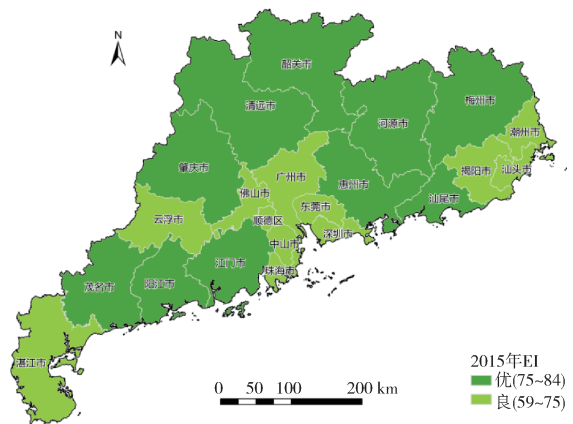 N
韶关市
清远市
河源市
梅州市
潮州市
肇庆市
广州市
惠州市
揭阳市
汕头市
佛山市
东莞市
汕尾市
云浮市
顺德区
深圳市
中山市
江门市
珠海市
茂名市
阳江市
湛江市
2015年EI
优(75~84)
良(59~75)
0 50 100 200 km